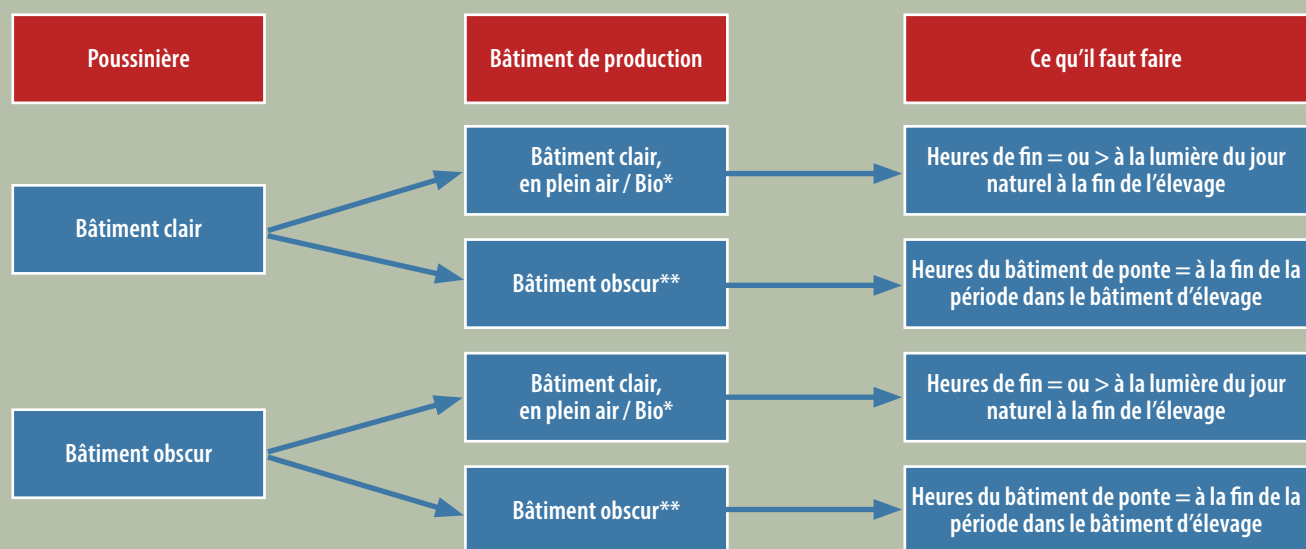 Poussinière
Bâtiment de production
Ce qu'il faut faire
Bâtiment clair
Bâtiment clair,
en plein air / Bio*
Heures de fin = ou > à la lumière du jour
naturel à la fin de l'élevage
Bâtiment obscur**
Heures du bâtiment de ponte = à la fin de la
période dans le bâtiment d'élevage
Bâtiment obscur
Bâtiment clair,
en plein air / Bio*
Heures de fin = ou > à la lumière du jour
naturel à la fin de l'élevage
Bâtiment obscur**
Heures du bâtiment de ponte = à la fin de la
période dans le bâtiment d'élevage